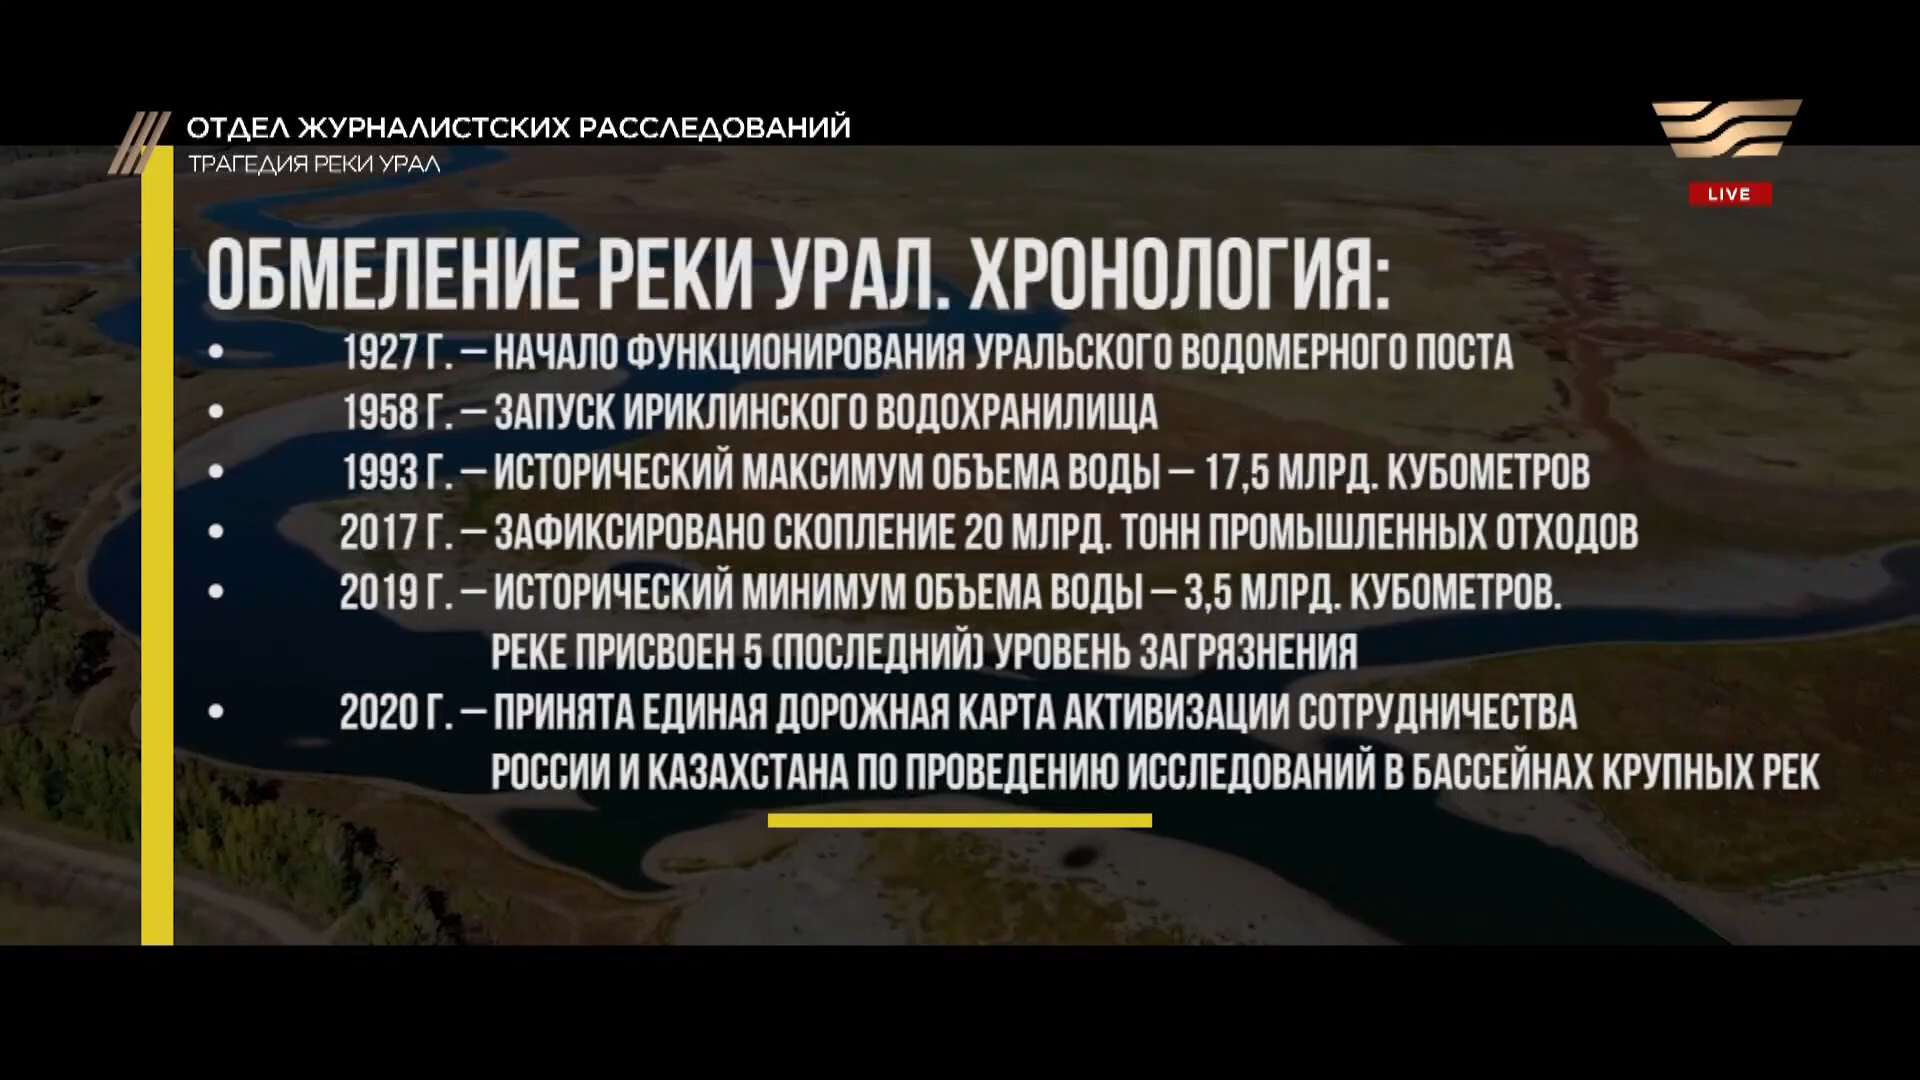 ОТДЕЛ ЖУРНАЛИСТСКИХ РАССЛЕДОВАНИЙ
ТРАГЕДИЯ РЕКИ УРАЛ
LIVE
ОБМЕЛЕНИЕ РЕКИ УРАЛ. ХРОНОЛОГИЯ:
• 1927 Г. – НАЧАЛО ФУНКЦИОНИРОВАНИЯ УРАЛЬСКОГО ВОДОМЕРНОГО ПОСТА
• 1958 Г. – ЗАПУСК ИРИКЛИНСКОГО ВОДОХРАНИЛИЩА
• 1993 Г. – ИСТОРИЧЕСКИЙ МАКСИМУМ ОБЪЕМА ВОДЫ – 17,5 МЛРД. КУБОМЕТРОВ
• 2017 Г. – ЗАФИКСИРОВАНО СКОПЛЕНИЕ 20 МЛРД. ТОНН ПРОМЫШЛЕННЫХ ОТХОДОВ
• 2019 Г. – ИСТОРИЧЕСКИЙ МИНИМУМ ОБЪЕМА ВОДЫ – 3,5 МЛРД. КУБОМЕТРОВ.
РЕКЕ ПРИСВОЕН 5 (ПОСЛЕДНИЙ) УРОВЕНЬ ЗАГРЯЗНЕНИЯ
• 2020 Г. – ПРИНЯТА ЕДИНАЯ ДОРОЖНАЯ КАРТА АКТИВИЗАЦИИ СОТРУДНИЧЕСТВА
РОССИИ И КАЗАХСТАНА ПО ПРОВЕДЕНИЮ ИССЛЕДОВАНИЙ В БАССЕЙНАХ КРУПНЫХ РЕК